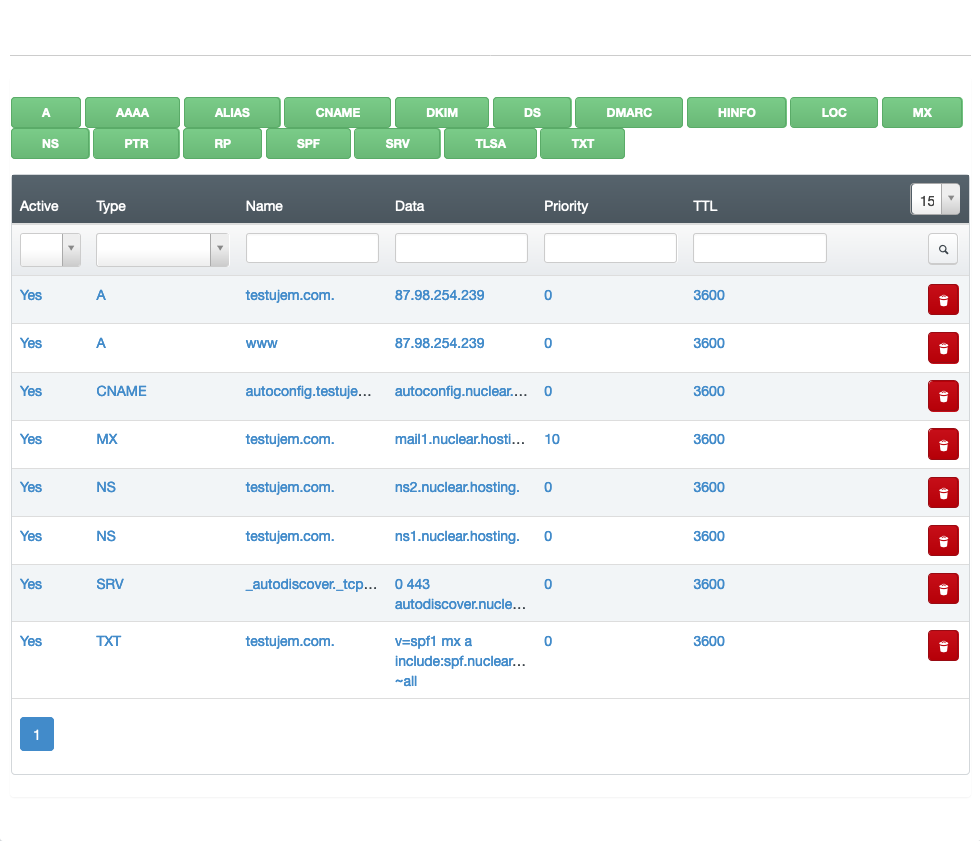 A AAAA ALIAS CNAME DKIM DS DMARC HINFO LOC MX
NS PTR RP SPF SRV TLSA TXT
Active Type Name Data Priority TTL 15
Yes A testujem.com. 87.98.254.239 0 3600
Yes A www 87.98.254.239 0 3600
Yes CNAME autoconfig.testuje... autoconfig.nuclear.... 0 3600
Yes MX testujem.com. mail1.nuclear.hosti... 10 3600
Yes NS testujem.com. ns2.nuclear.hosting. 0 3600
Yes NS testujem.com. ns1.nuclear.hosting. 0 3600
Yes SRV _autodiscover._tcp... 0 443 0 3600
autodiscover.nucle...
Yes TXT testujem.com. v=spf1 mx a 0 3600
include:spf.nuclear...
~all
1